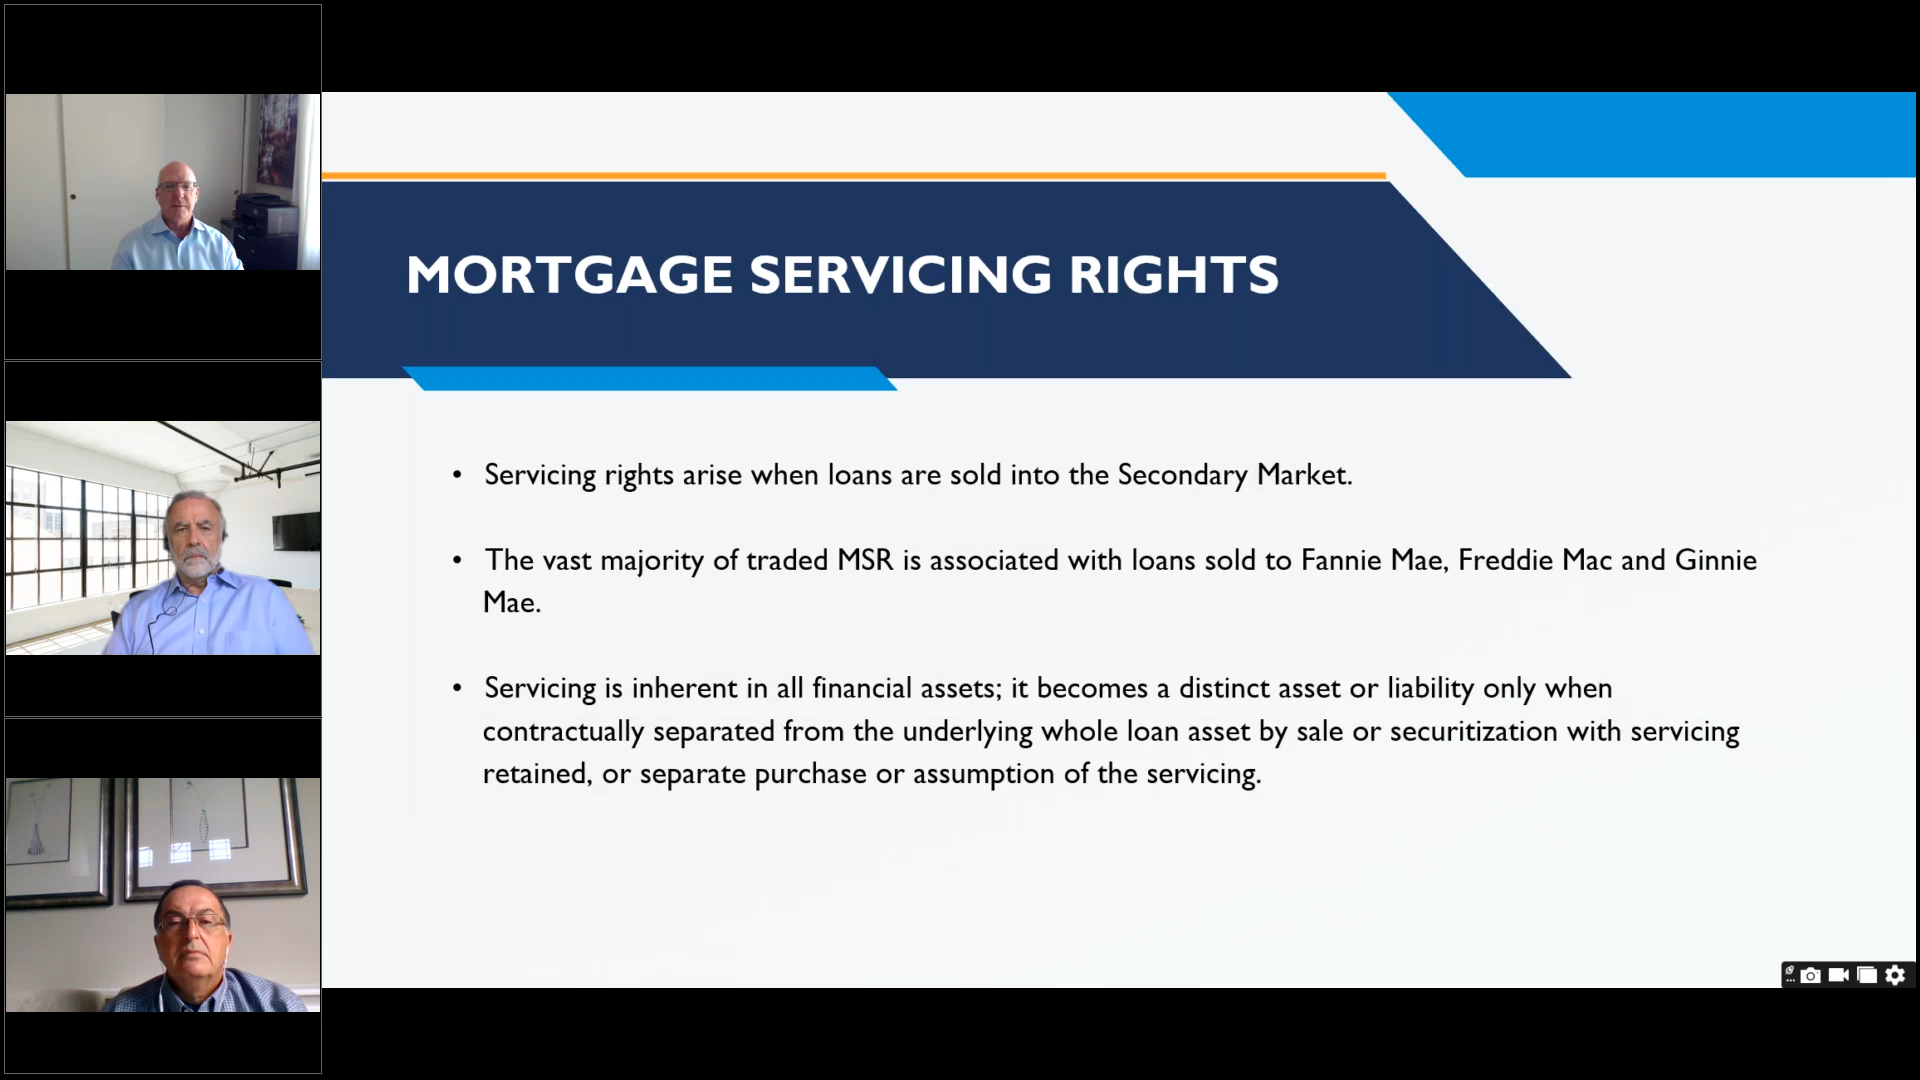 MORTGAGE SERVICING RIGHTS
• Servicing rights arise when loans are sold into the Secondary Market.
• The vast majority of traded MSR is associated with loans sold to Fannie Mae, Freddie Mac and Ginnie
Mae.
• Servicing is inherent in all financial assets; it becomes a distinct asset or liability only when
contractually separated from the underlying whole loan asset by sale or securitization with servicing
retained, or separate purchase or assumption of the servicing.